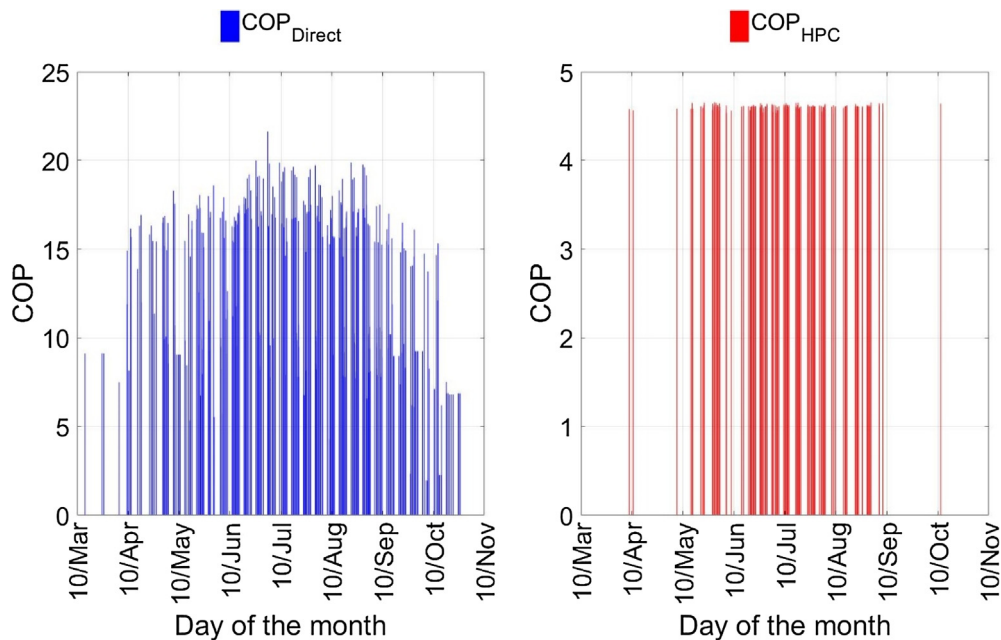 COP_Direct
25
20
15
10
5
0
COP
10/Mar
10/Apr
10/May
10/Jun
10/Jul
10/Aug
10/Sep
10/Oct
10/Nov
Day of the month
COP_HPC
5
4
3
2
1
0
COP
10/Mar
10/Apr
10/May
10/Jun
10/Jul
10/Aug
10/Sep
10/Oct
10/Nov
Day of the month